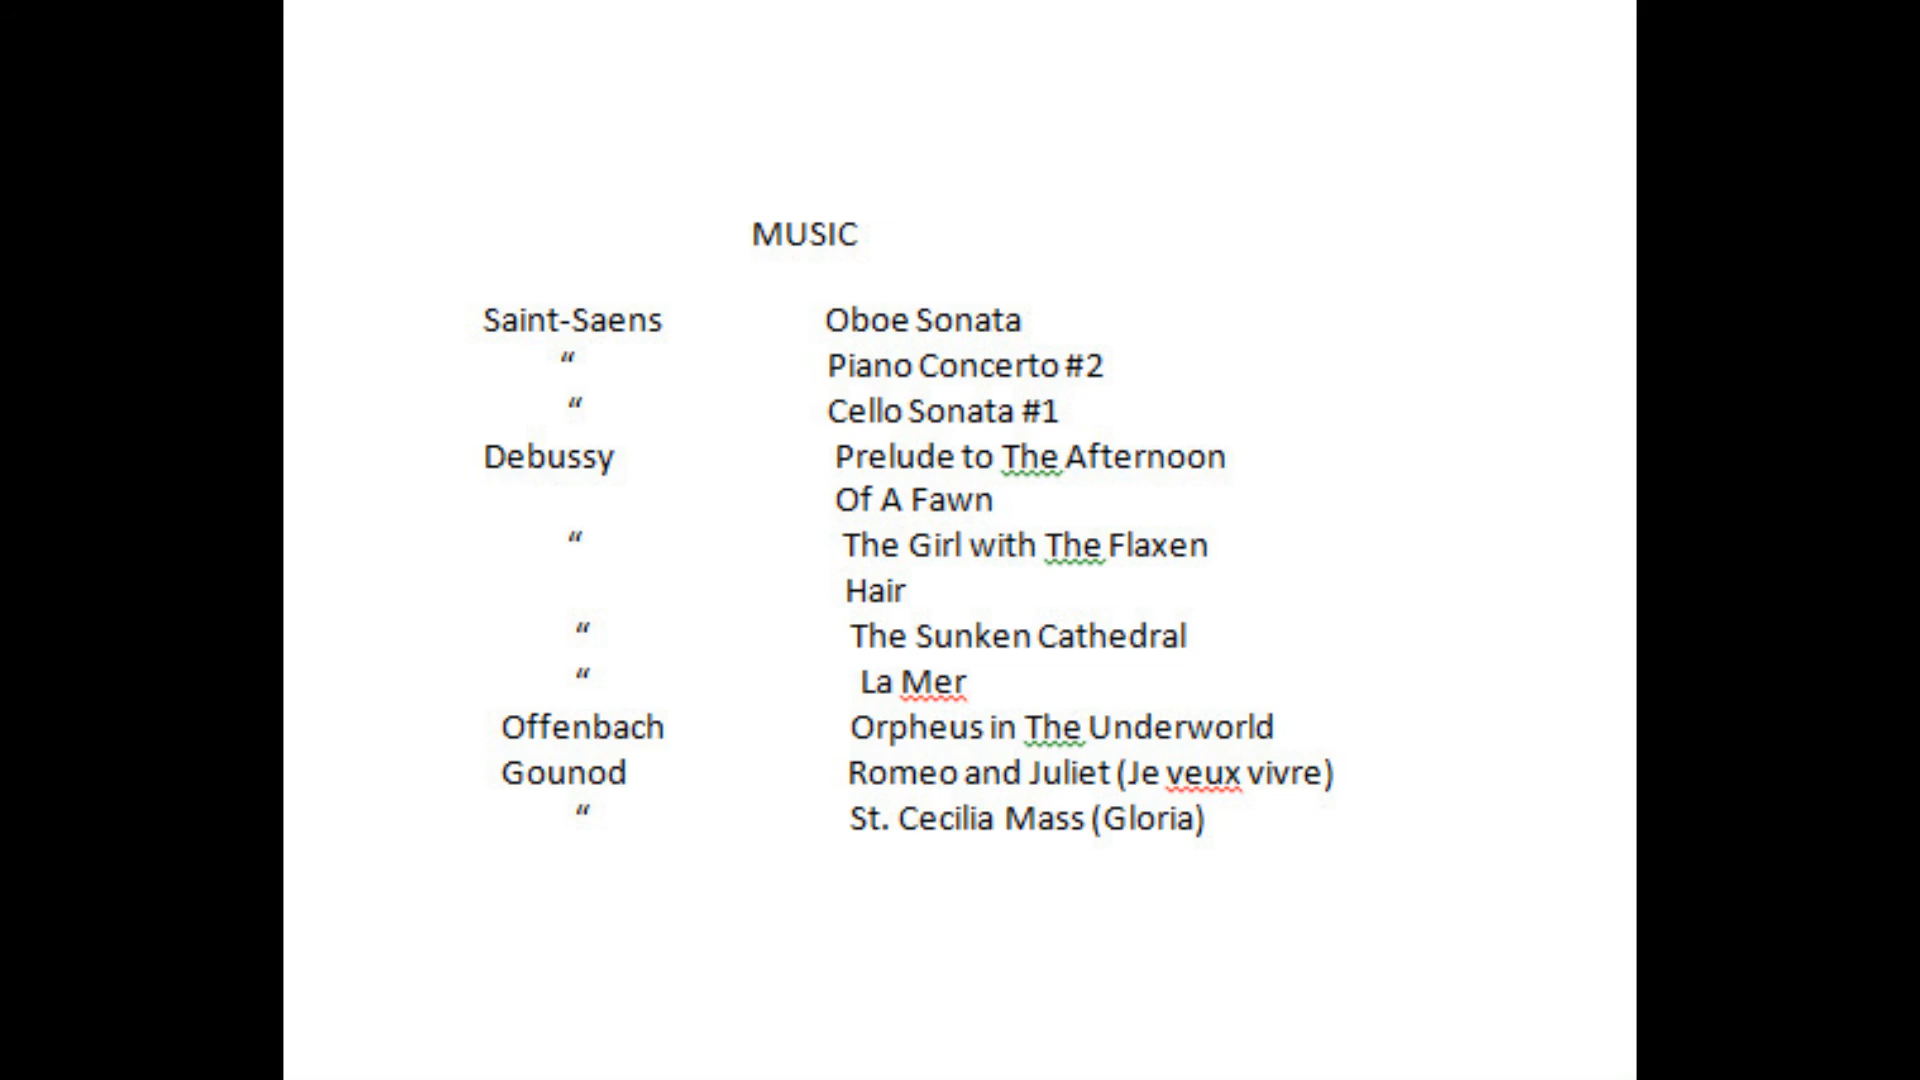 MUSIC
Saint-Saens Oboe Sonata
“ Piano Concerto #2
“ Cello Sonata #1
Debussy Prelude to The Afternoon
Of A Fawn
“ The Girl with The Flaxen
Hair
“ The Sunken Cathedral
“ La Mer
Offenbach Orpheus in The Underworld
Gounod Romeo and Juliet (Je veux vivre)
“ St. Cecilia Mass (Gloria)